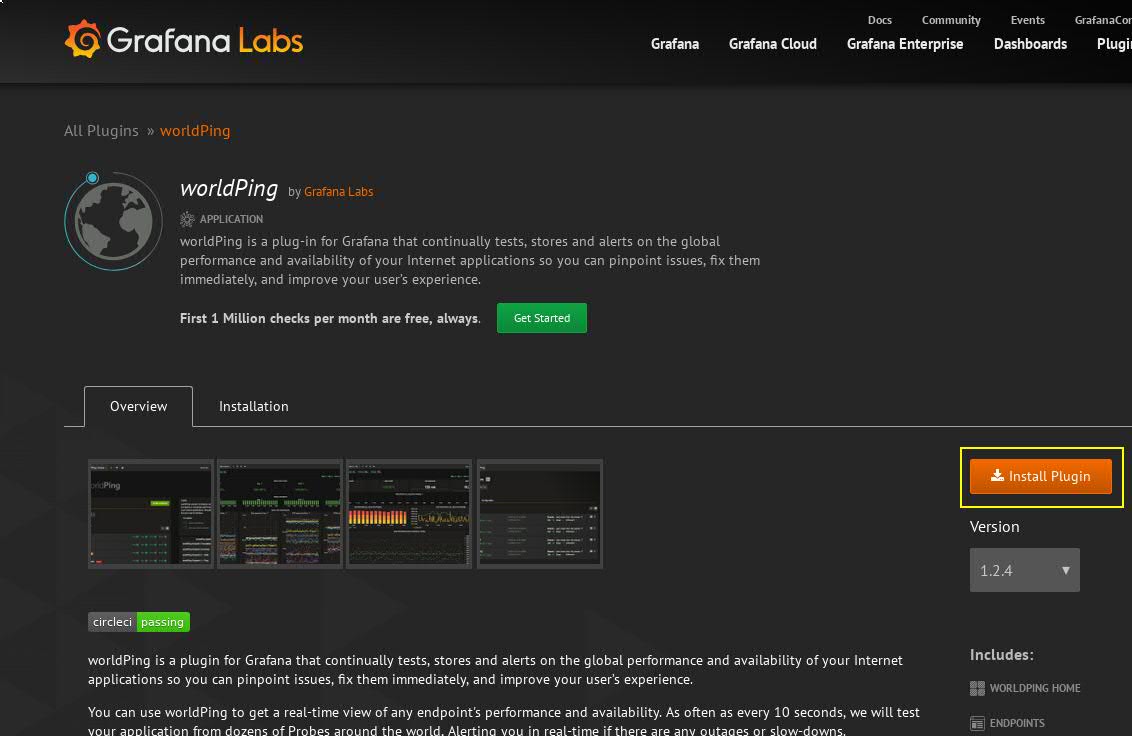 Docs Community Events GrafanaCon
Grafana Labs
Grafana Grafana Cloud Grafana Enterprise Dashboards
All Plugins » worldPing
worldPing by Grafana Labs
APPLICATION
worldPing is a plug-in for Grafana that continually tests, stores and alerts on the global
performance and availability of your Internet applications so you can pinpoint issues, fix them
immediately, and improve your user's experience.
First 1 Million checks per month are free, always. Get Started
Overview Installation
Install Plugin
Version
1.2.4
circleci passing
worldPing is a plugin for Grafana that continually tests, stores and alerts on the global performance and availability of your Internet
applications so you can pinpoint issues, fix them immediately, and improve your user's experience.
You can use worldPing to get a real-time view of any endpoint's performance and availability. As often as every 10 seconds, we will test
your application from dozens of Probes around the world. Alerting you in real-time if there are any outages or slow-downs.
Includes:
WORLDPING HOME
ENDPOINTS